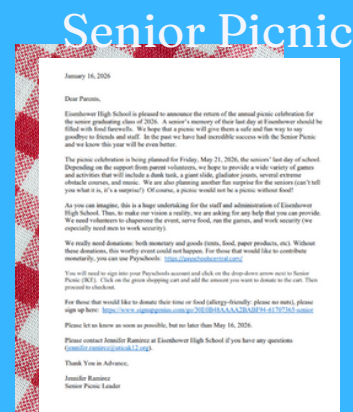 Senior Picnic
January 16, 2026
Dear Parents,
Eisenhower High School is pleased to announce the return of the annual picnic celebration for
the senior graduating class of 2026. A senior's memory of their last day at Eisenhower should be
filled with fond farewells. We hope that a picnic will give them a safe and fun way to say
goodbye to friends and staff. In the past we have had incredible success with the Senior Picnic
and we know this year will be even better.
The picnic celebration is being planned for Friday, May 21, 2026, the seniors' last day of school.
Depending on the support from parent volunteers, we hope to provide a wide variety of games
and activities that will include a dunk tank, a giant slide, gladiator jousts, several extreme
obstacle courses, and music. We are also planning another fun surprise for the seniors (can't tell
you what it is, it's a surprise!) Of course, a picnic would not be a picnic without food!
As you can imagine, this is a huge undertaking for the staff and administration of Eisenhower
High School. Thus, to make our vision a reality, we are asking for any help that you can provide.
We need volunteers to chaperone the event, serve food, run the games, and work security (we
especially need men to work security).
We really need donations: both monetary and goods (tents, food, paper products, etc). Without
these donations, this worthy event could not happen. For those that would like to contribute
monetarily, you can use Payschools: https://payschoolscentral.com/
You will need to sign into your Payschools account and click on the drop-down arrow next to Senior
Picnic (IKE). Click on the green shopping cart and add the amount you want to donate to the cart. Then
proceed to checkout.
For those that would like to donate their time or food (allergy-friendly: please no nuts), please
sign up here:
Please let us know as soon as possible, but no later than May 16, 2026.
Please contact Jennifer Ramirez at Eisenhower High School if you have any questions
(jennifer.ramirez@uticak12.org).
Thank You in Advance,
Jennifer Ramirez
Senior Picnic Leader